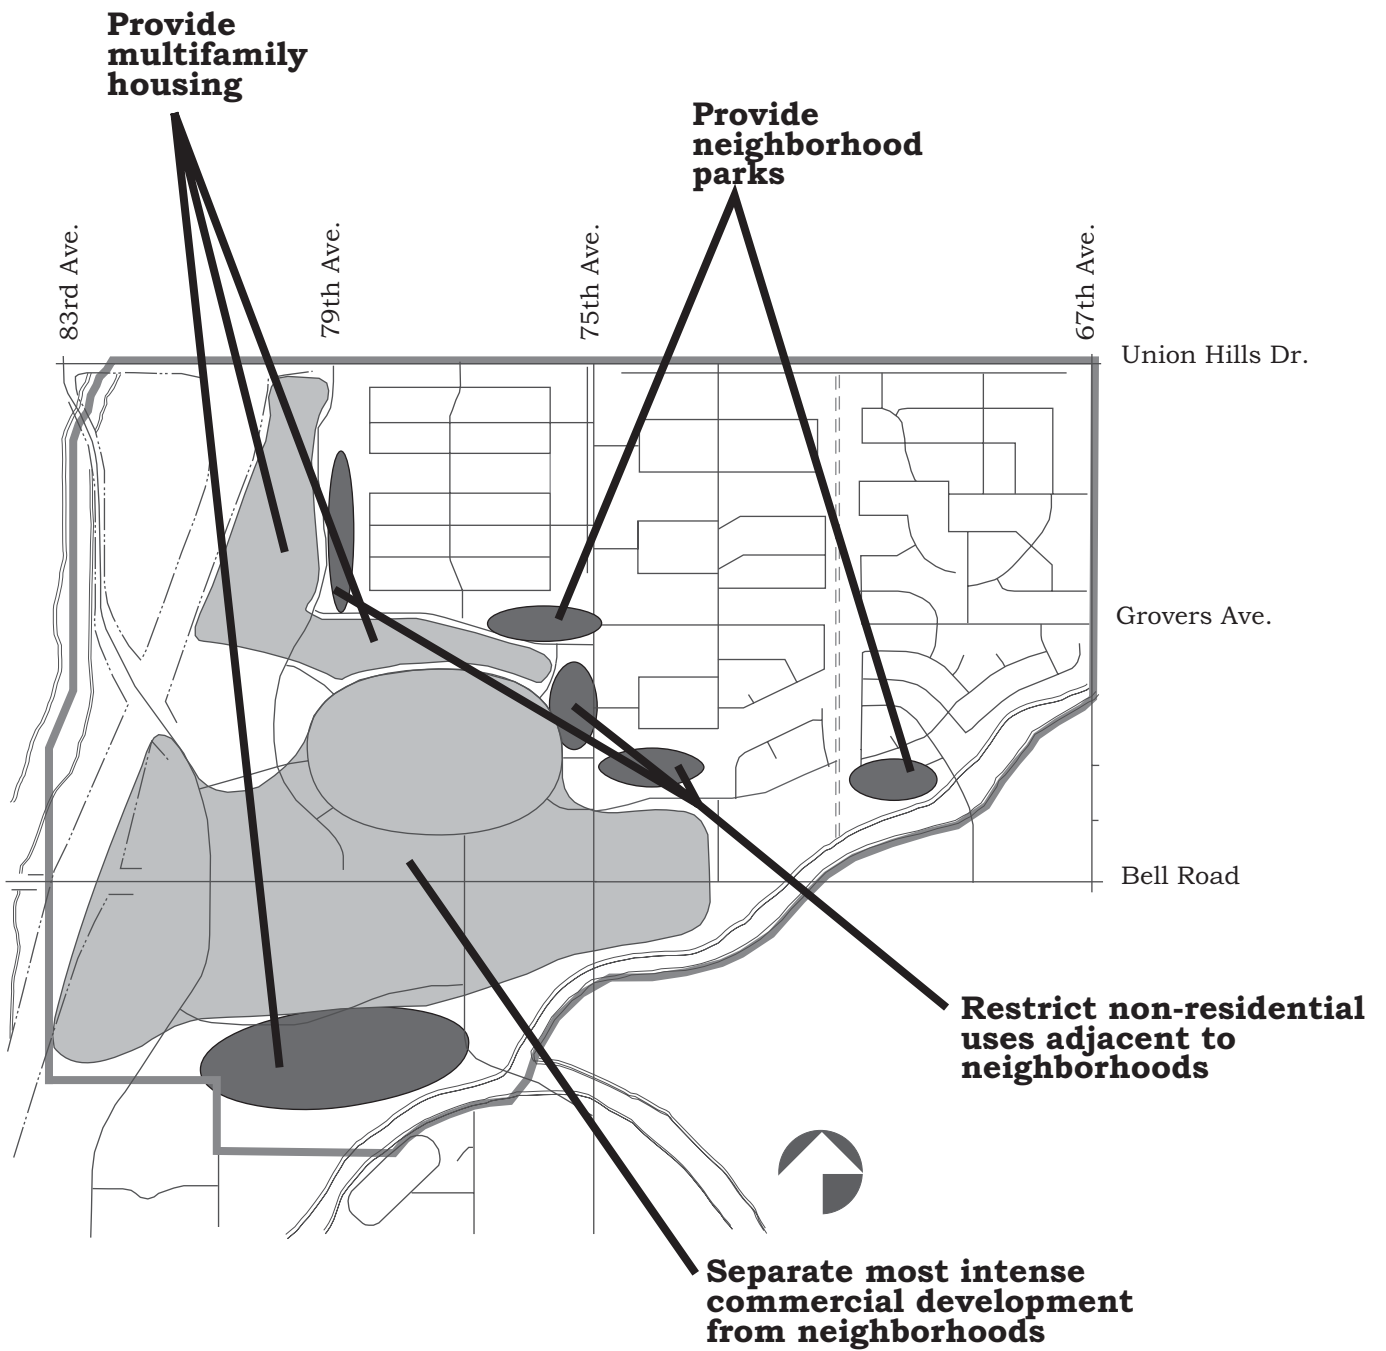 Provide
multifamily
housing
Provide
neighborhood
parks
83rd Ave.
79th Ave.
75th Ave.
67th Ave.
Union Hills Dr.
Grovers Ave.
Bell Road
Restrict non-residential
uses adjacent to
neighborhoods
Separate most intense
commercial development
from neighborhoods